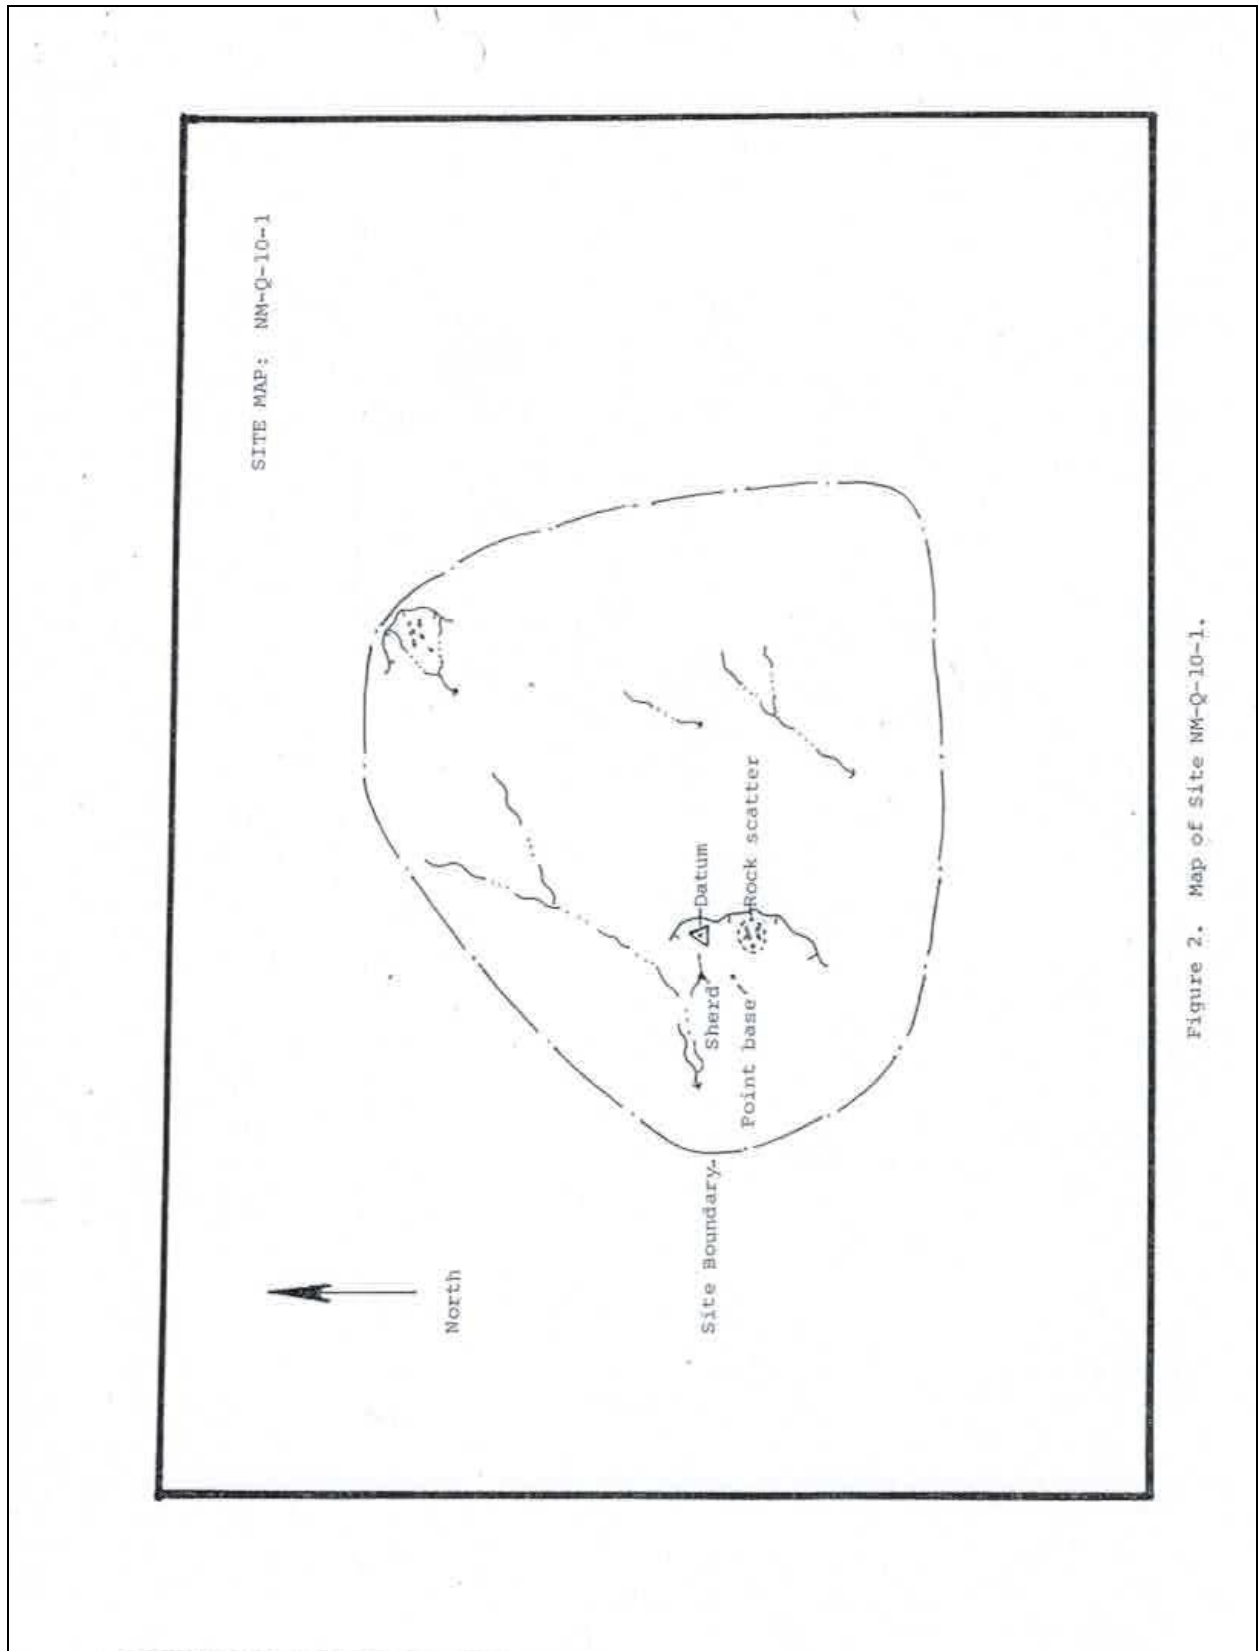 SITE MAP:  NM-Q-10-1
Datum
Rock scatter
Sherd
Point base
Site Boundary
North
Figure 2.  Map of Site NM-Q-10-1.